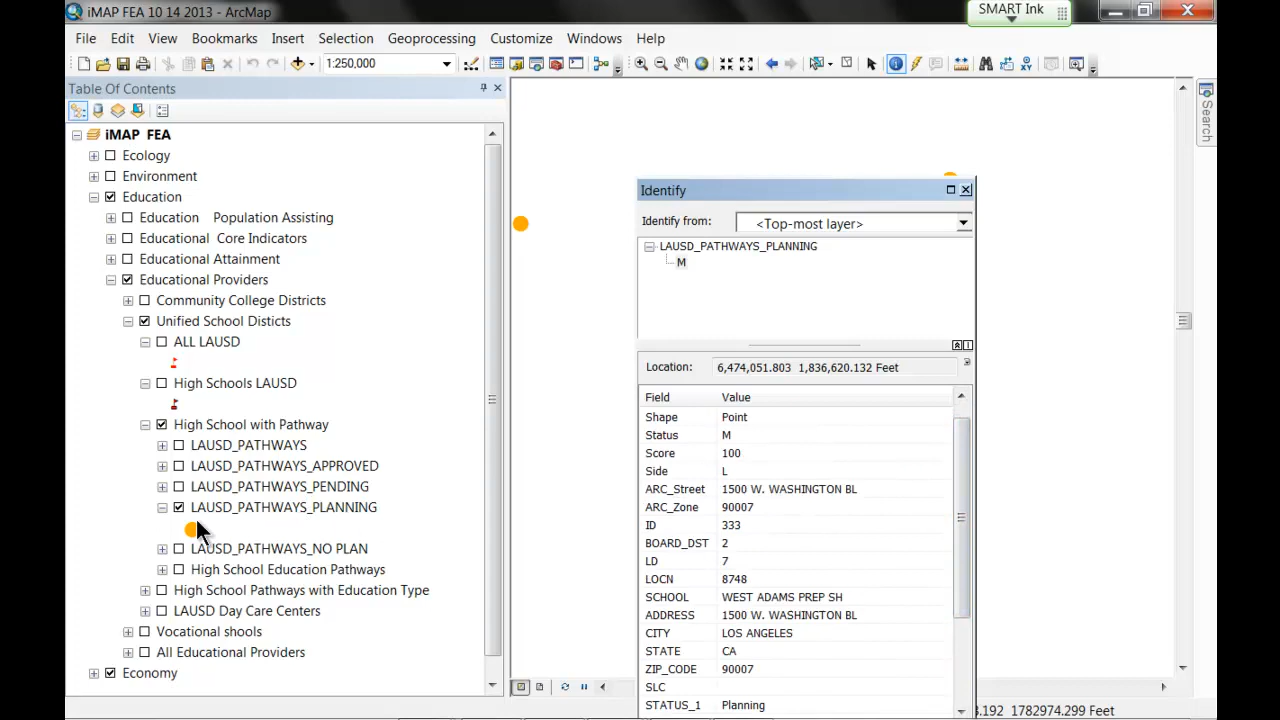 iMAP FEA 10 14 2013 - ArcMap
SMART Ink
File Edit View Bookmarks Insert Selection Geoprocessing Customize Windows Help
1:250,000
Table Of Contents
iMAP FEA
Ecology
Environment
Education
Education Population Assisting
Educational Core Indicators
Educational Attainment
Educational Providers
Community College Districts
Unified School Disticts
ALL LAUSD
High Schools LAUSD
High School with Pathway
LAUSD_PATHWAYS
LAUSD_PATHWAYS_APPROVED
LAUSD_PATHWAYS_PENDING
LAUSD_PATHWAYS_PLANNING
LAUSD_PATHWAYS_NO PLAN
High School Education Pathways
High School Pathways with Education Type
LAUSD Day Care Centers
Vocational shools
All Educational Providers
Economy
Identify
Identify from: <Top-most layer>
LAUSD_PATHWAYS_PLANNING
M
Location: 6,474,051.803 1,836,620.132 Feet
Field Value
Shape Point
Status M
Score 100
Side L
ARC_Street 1500 W. WASHINGTON BL
ARC_Zone 90007
ID 333
BOARD_DST 2
LD 7
LOCN 8748
SCHOOL WEST ADAMS PREP SH
ADDRESS 1500 W. WASHINGTON BL
CITY LOS ANGELES
STATE CA
ZIP_CODE 90007
SLC
STATUS_1 Planning
Search
.192 1782974.299 Feet